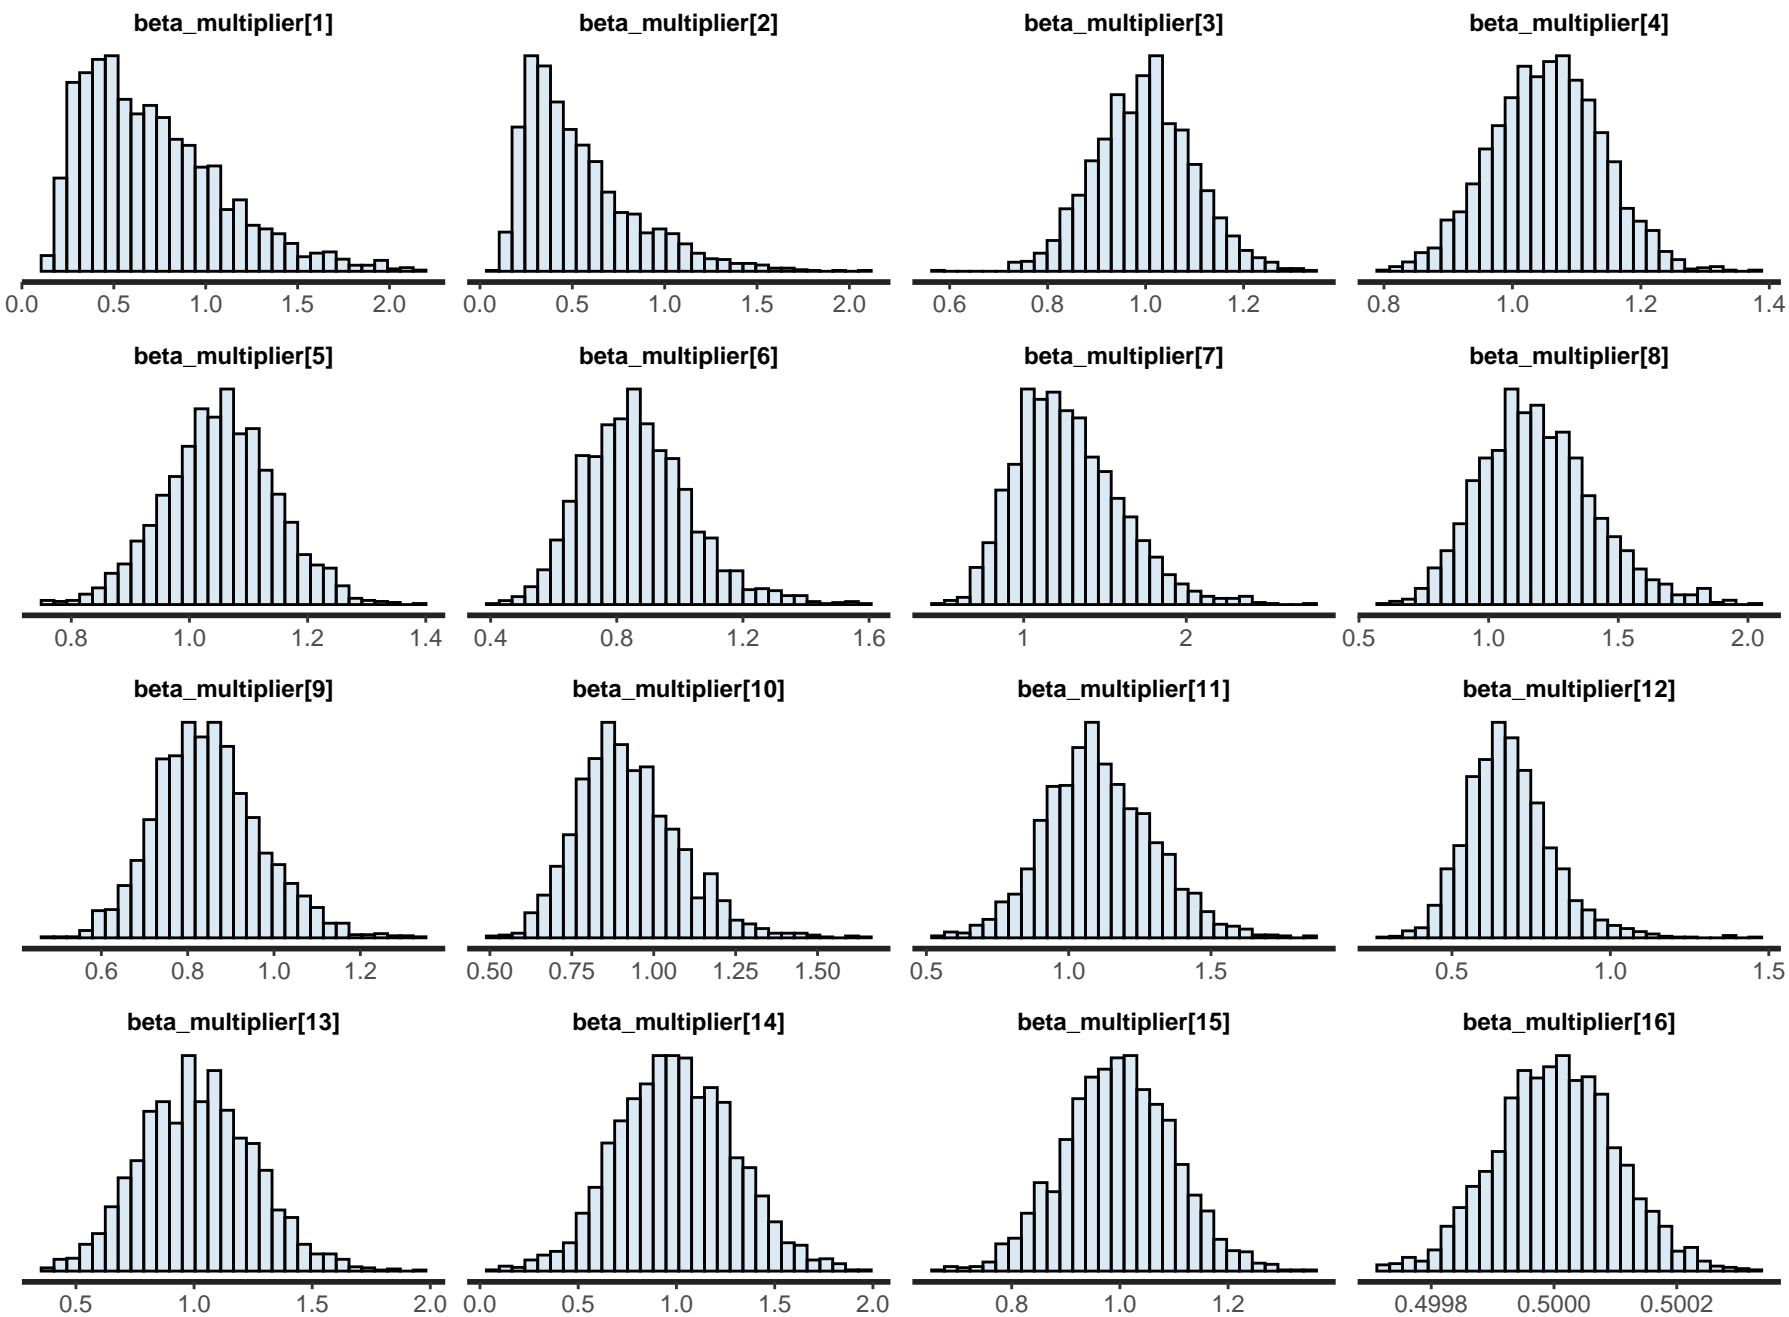 beta_multiplier[1] beta_multiplier[2] beta_multiplier[3] beta_multiplier[4]
0.0 0.5 1.0 1.5 2.0 0.0 0.5 1.0 1.5 2.0 0.6 0.8 1.0 1.2 0.8 1.0 1.2 1.4
beta_multiplier[5] beta_multiplier[6] beta_multiplier[7] beta_multiplier[8]
0.8 1.0 1.2 1.4 0.4 0.8 1.2 1.6 1 2 0.5 1.0 1.5 2.0
beta_multiplier[9] beta_multiplier[10] beta_multiplier[11] beta_multiplier[12]
0.6 0.8 1.0 1.2 0.50 0.75 1.00 1.25 1.50 0.5 1.0 1.5 0.5 1.0 1.5
beta_multiplier[13] beta_multiplier[14] beta_multiplier[15] beta_multiplier[16]
0.5 1.0 1.5 2.0 0.0 0.5 1.0 1.5 2.0 0.8 1.0 1.2 0.4998 0.5000 0.5002